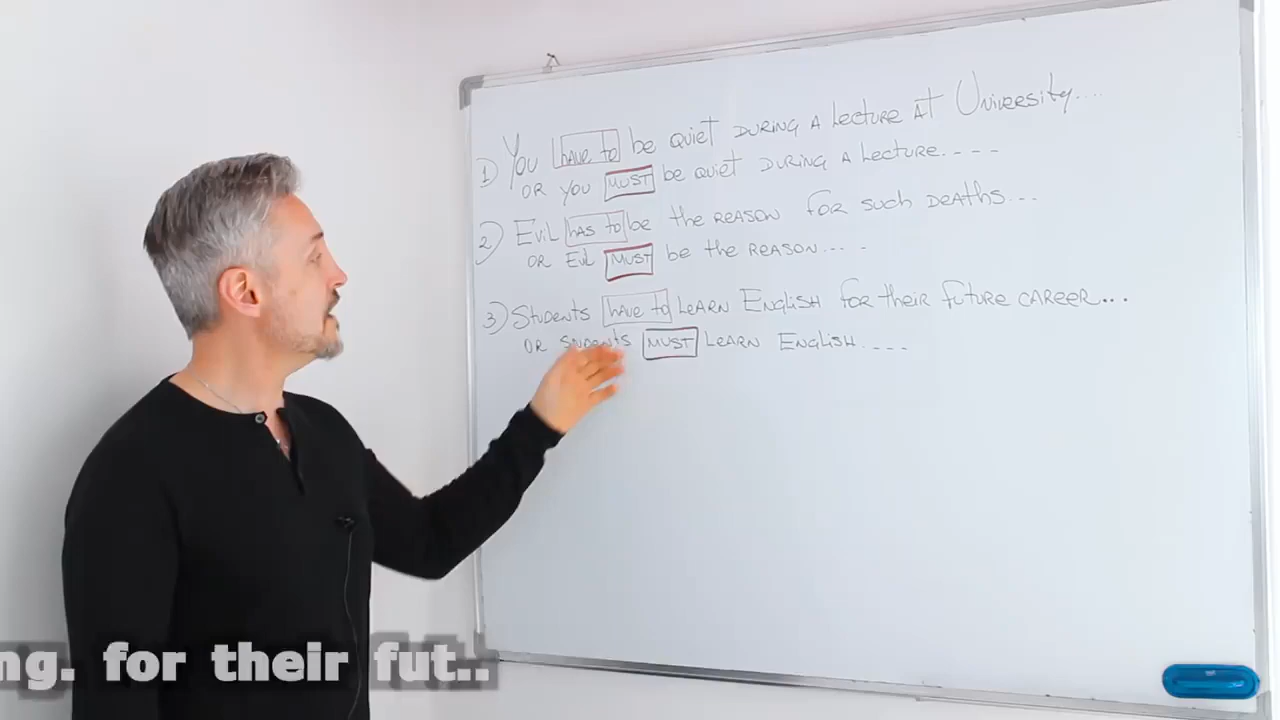 1) You have to be quiet during a lecture at University....
or you must be quiet during a lecture....
2) Evil has to be the reason for such deaths...
or Evil must be the reason.....
3) Students have to learn English for their future career...
or students must learn English.....
ng. for their fut..